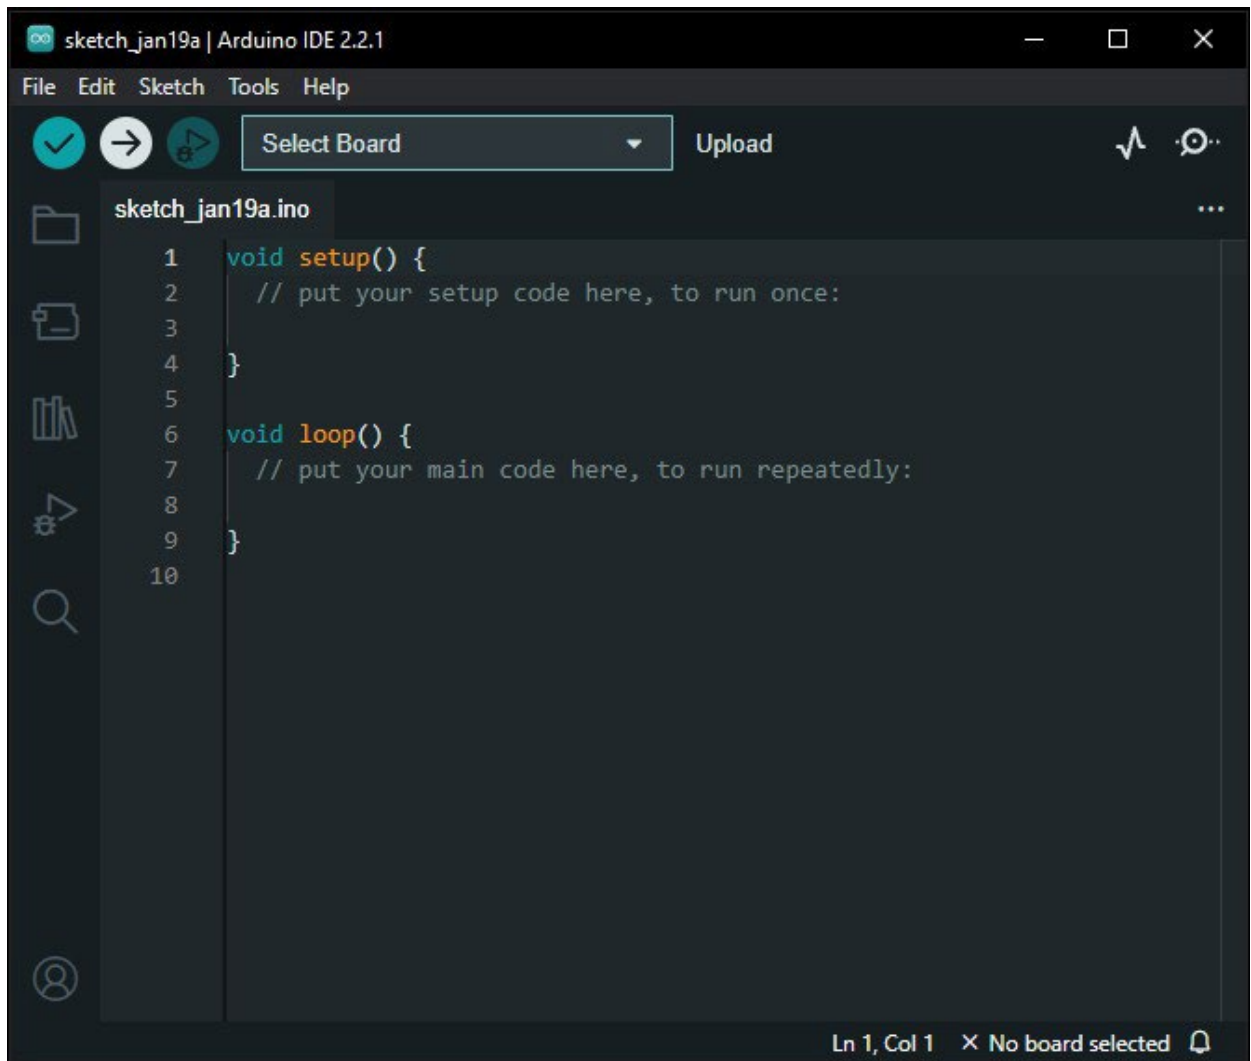 sketch_jan19a | Arduino IDE 2.2.1
File Edit Sketch Tools Help
Select Board Upload
sketch_jan19a.ino
1 void setup() {
2   // put your setup code here, to run once:
3
4 }
5
6 void loop() {
7   // put your main code here, to run repeatedly:
8
9 }
10
Ln 1, Col 1 × No board selected